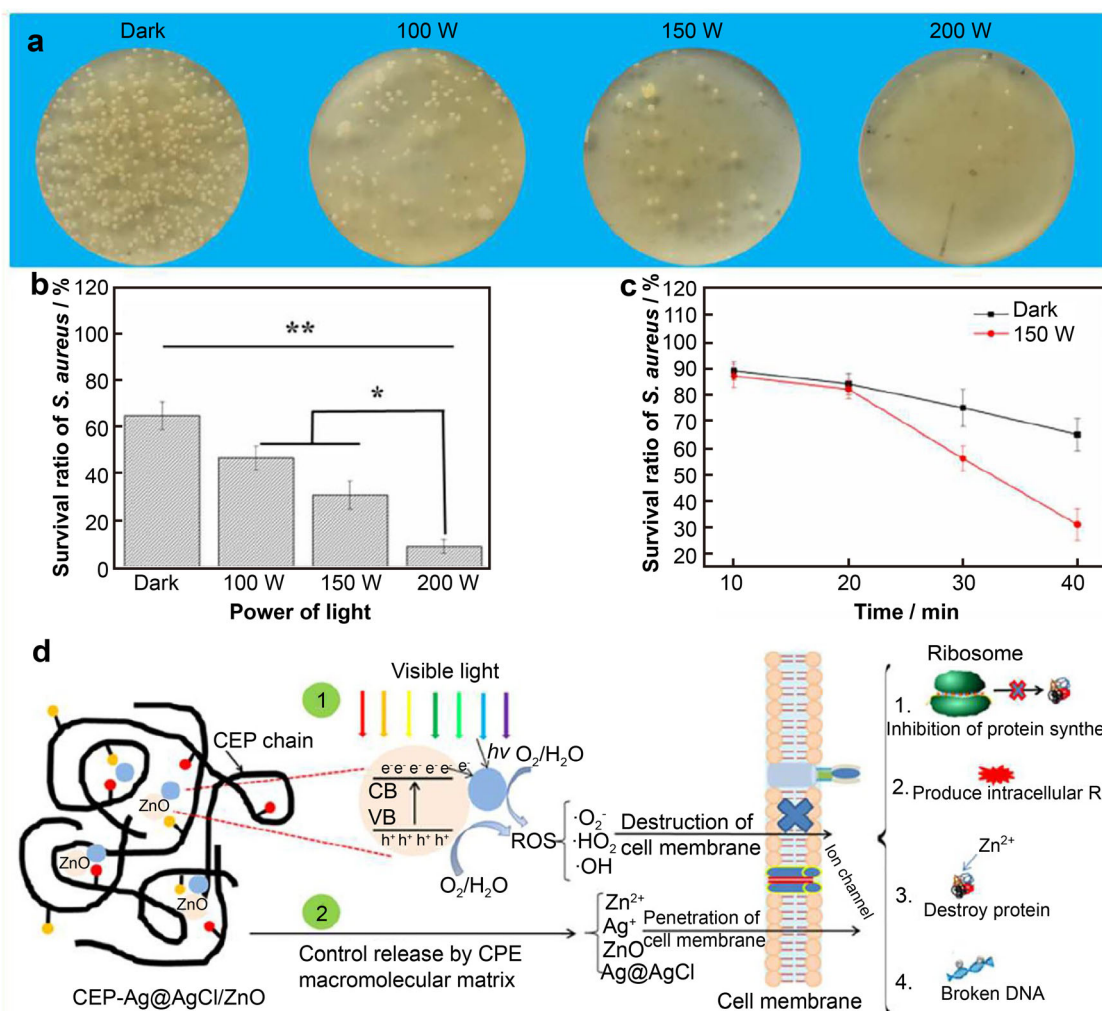 a
Dark
100 W
150 W
200 W
b
120
100
80
60
40
20
0
Survival ratio of S. aureus / %
**
*
Dark
100 W
150 W
200 W
Power of light
c
120
110
100
90
80
70
60
50
40
30
20
Survival ratio of S. aureus / %
Dark
150 W
10
20
30
40
Time / min
d
CEP chain
ZnO
ZnO
ZnO
CEP-Ag@AgCl/ZnO
1
Visible light
hv
O₂/H₂O
e⁻e⁻ e⁻ e⁻ e⁻ e⁻
CB
VB
h⁺ h⁺ h⁺ h⁺
O₂/H₂O
ROS
·O₂⁻
·HO₂
·OH
Destruction of
cell membrane
2
Control release by CPE
macromolecular matrix
Zn²⁺
Ag⁺
ZnO
Ag@AgCl
Penetration of
cell membrane
Ion channel
Cell membrane
Ribosome
1.
Inhibition of protein synthe
2.
Produce intracellular R
Zn²⁺
3.
Destroy protein
4.
Broken DNA